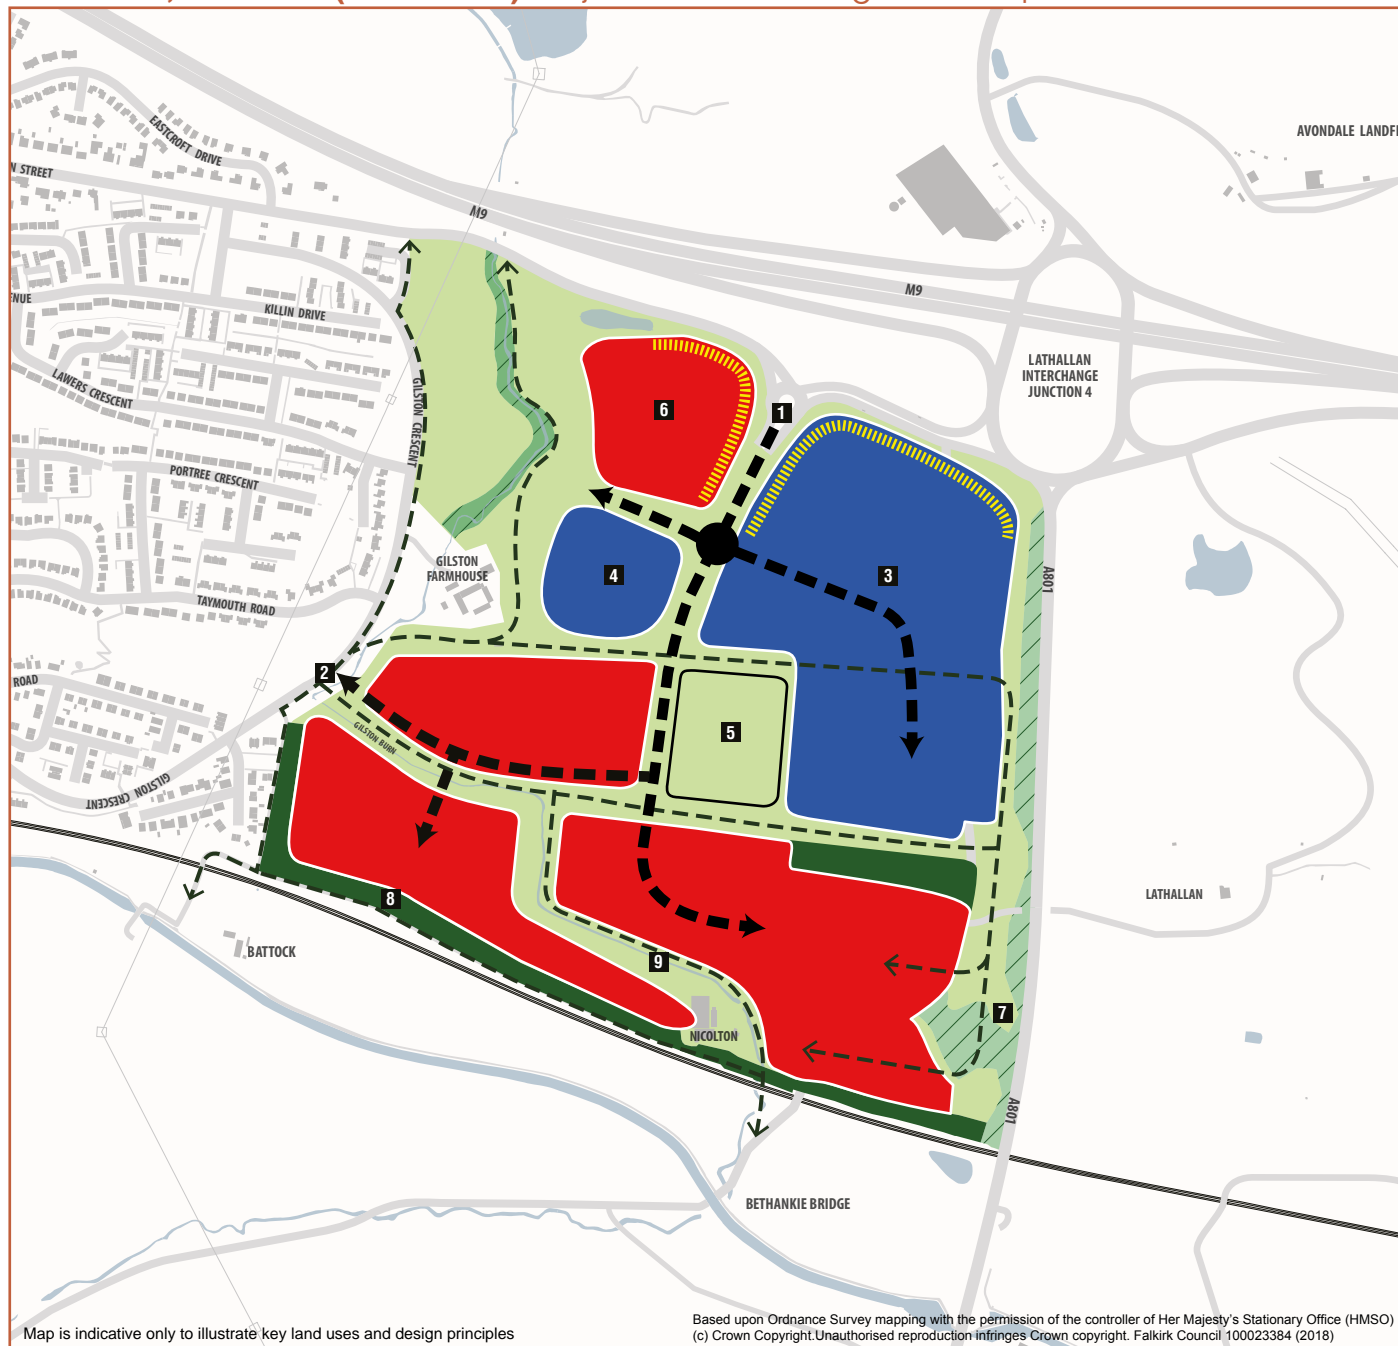 AVONDALE LANDF
EASTCROFT DRIVE
N STREET
M9
M9
ENUE
KILLIN DRIVE
LATHALLAN
INTERCHANGE
JUNCTION 4
LAWERS CRESCENT
GILSTON CRESCENT
6
1
PORTREE CRESCENT
GILSTON
FARMHOUSE
4
3
A801
TAYMOUTH ROAD
2
ROAD
5
GILSTON BURN
GILSTON CRESCENT
8
LATHALLAN
BATTOCK
9
7
NICOLTON
A801
BETHANKIE BRIDGE
Map is indicative only to illustrate key land uses and design principles
Based upon Ordnance Survey mapping with the permission of the controller of Her Majesty's Stationary Office (HMSO)
(c) Crown Copyright.Unauthorised reproduction infringes Crown copyright. Falkirk Council 100023384 (2018)